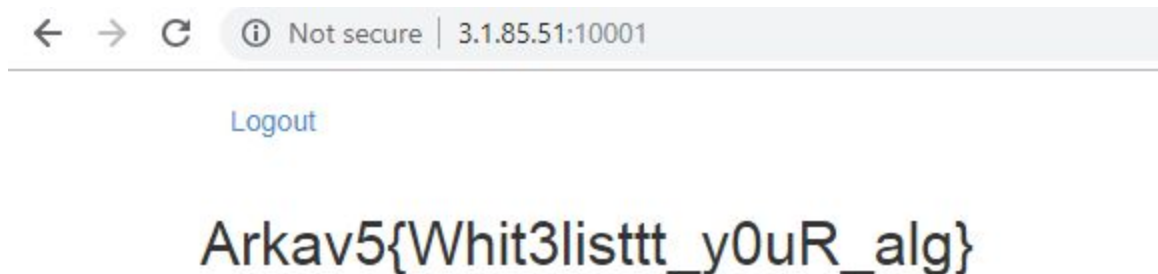 Not secure | 3.1.85.51:10001
Logout
Arkav5{Whit3listtt_y0uR_alg}